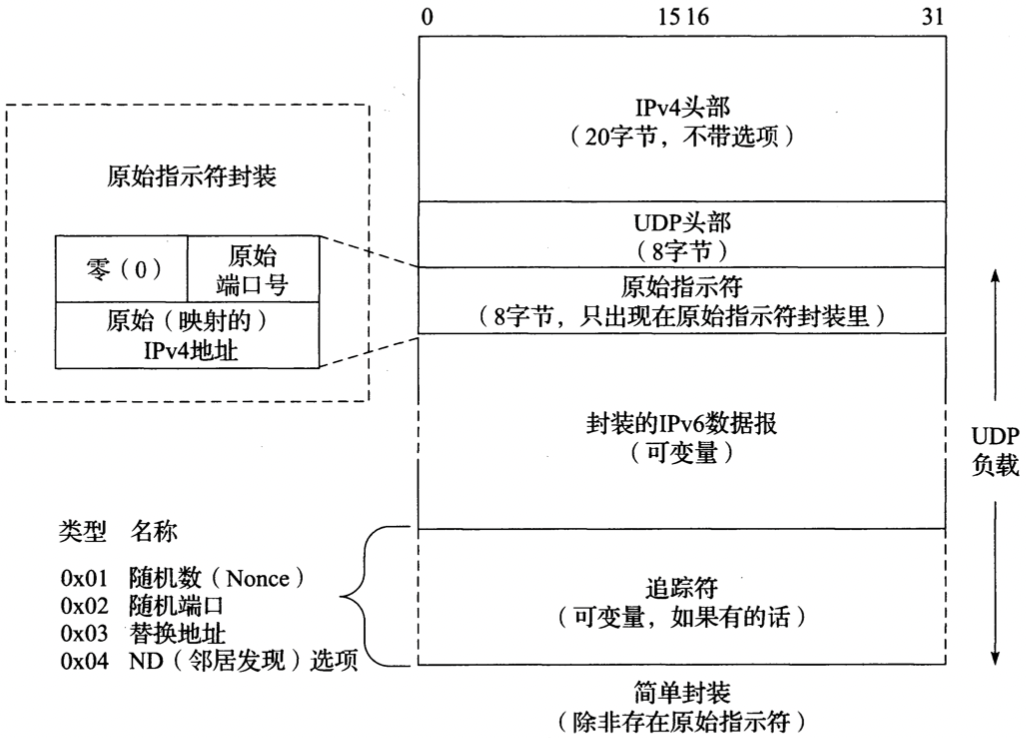 0 15 16 31
IPv4头部
（20字节，不带选项）
原始指示符封装
UDP头部
（8字节）
零（0）
原始
端口号
原始（映射的）
IPv4地址
原始指示符
（8字节，只出现在原始指示符封装里）
封装的IPv6数据报
（可变量）
UDP
负载
类型 名称
0x01 随机数（Nonce）
0x02 随机端口
0x03 替换地址
0x04 ND（邻居发现）选项
追踪符
（可变量，如果有的话）
简单封装
（除非存在原始指示符）